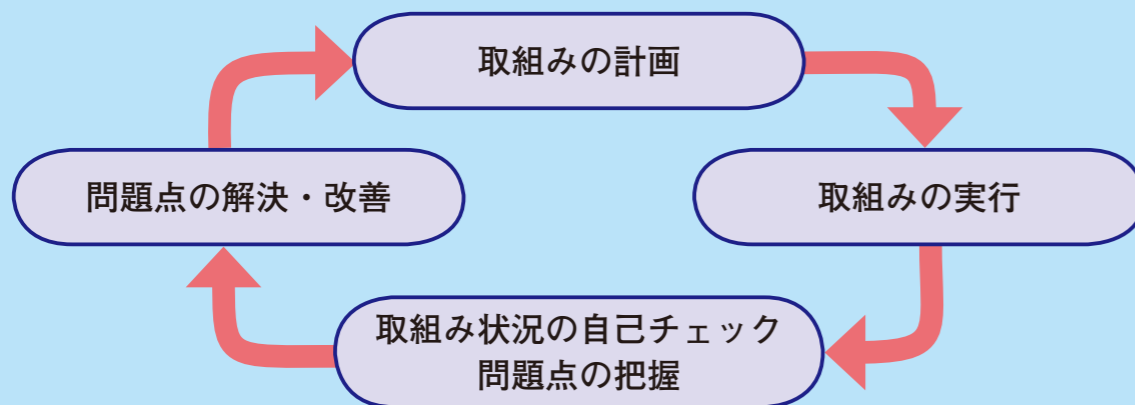 取組みの計画
問題点の解決・改善
取組みの実行
取組み状況の自己チェック
問題点の把握